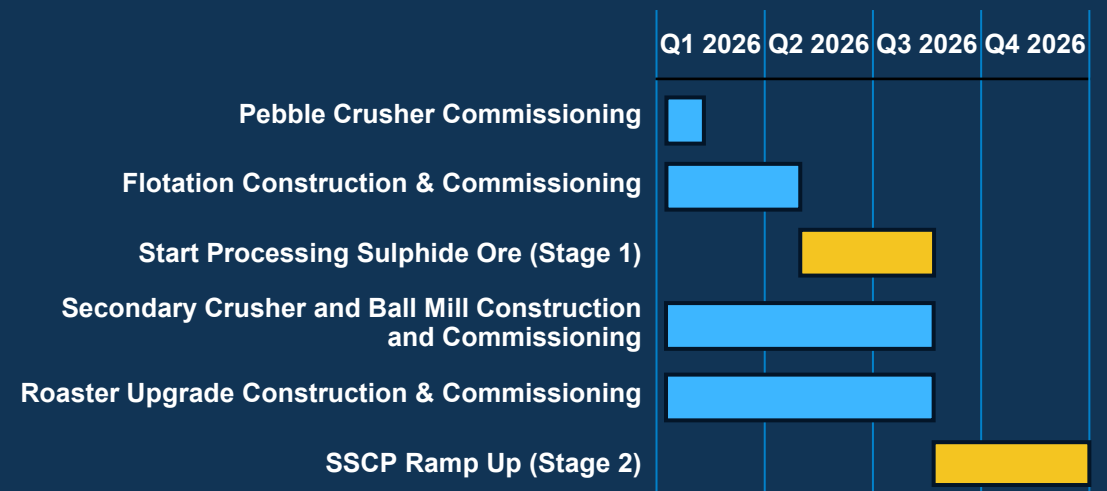 Q1 2026 Q2 2026 Q3 2026 Q4 2026
Pebble Crusher Commissioning
Flotation Construction & Commissioning
Start Processing Sulphide Ore (Stage 1)
Secondary Crusher and Ball Mill Construction
and Commissioning
Roaster Upgrade Construction & Commissioning
SSCP Ramp Up (Stage 2)